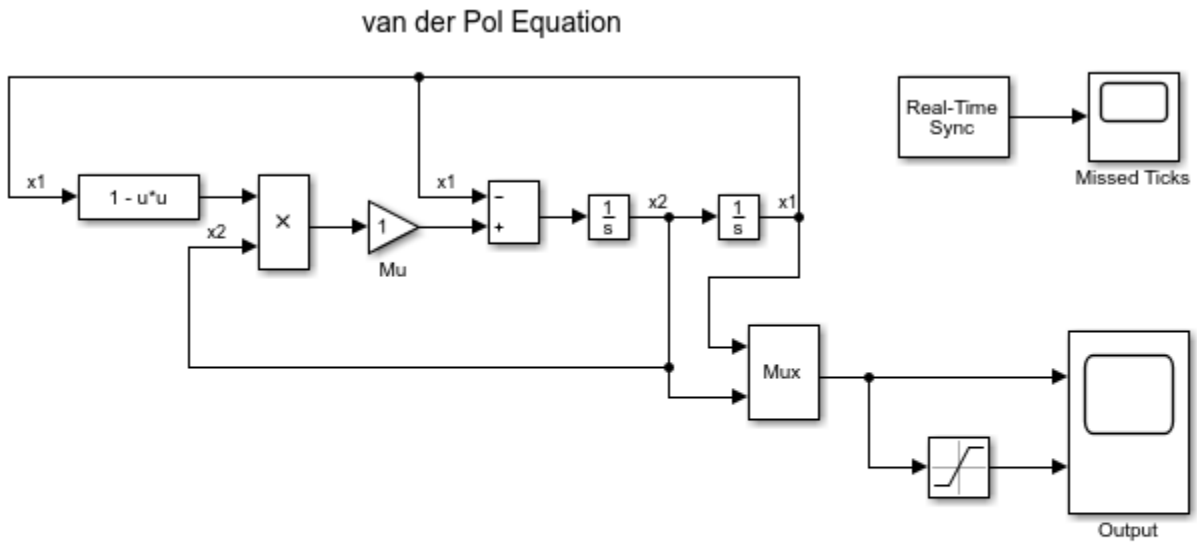 van der Pol Equation
Real-Time
Sync
Missed Ticks
x1
1 - u*u
x2
×
1
Mu
x1
−
+
1
s
x2
1
s
x1
Mux
Output